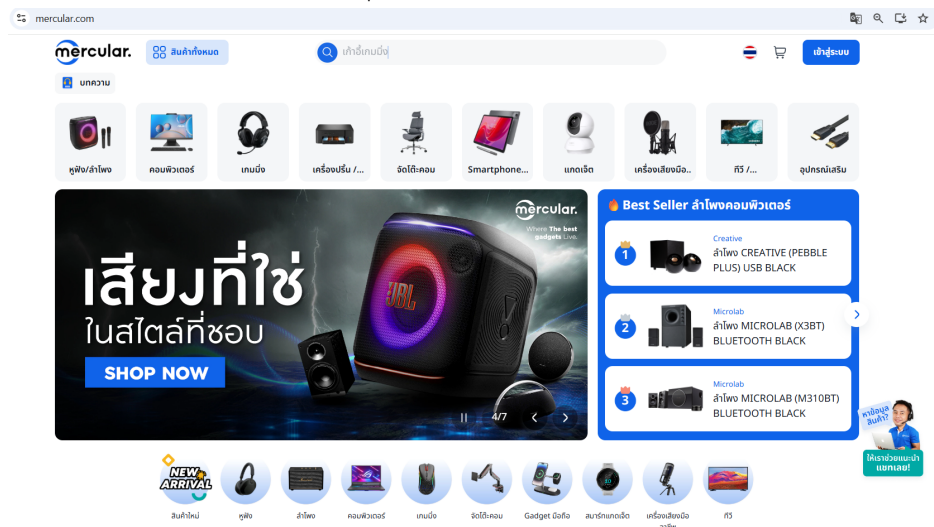 mercular.com
mercular.
สินค้าทั้งหมด
เก้าอี้เกมมิ่ง
เข้าสู่ระบบ
บทความ
หูฟัง/ลำโพง
คอมพิวเตอร์
เกมมิ่ง
เครื่องปริ้น /...
จัดโต๊ะคอม
Smartphone...
แกดเจ็ต
เครื่องเสียงมือ..
ทีวี /...
อุปกรณ์เสริม
mercular.
Where The best
gadgets Live.
เสียงที่ใช่
ในสไตล์ที่ชอบ
SHOP NOW
JBL
4/7
Best Seller ลำโพงคอมพิวเตอร์
1
Creative
ลำโพง CREATIVE (PEBBLE
PLUS) USB BLACK
2
Microlab
ลำโพง MICROLAB (X3BT)
BLUETOOTH BLACK
3
Microlab
ลำโพง MICROLAB (M310BT)
BLUETOOTH BLACK
หาข้อมูล
สินค้า?
ให้เราช่วยแนะนำ
แชทเลย!
NEW
ARRIVAL
สินค้าใหม่
หูฟัง
ลำโพง
คอมพิวเตอร์
เกมมิ่ง
จัดโต๊ะคอม
Gadget มือถือ
สมาร์ทแกดเจ็ต
เครื่องเสียงมือ
อาชีพ
ทีวี